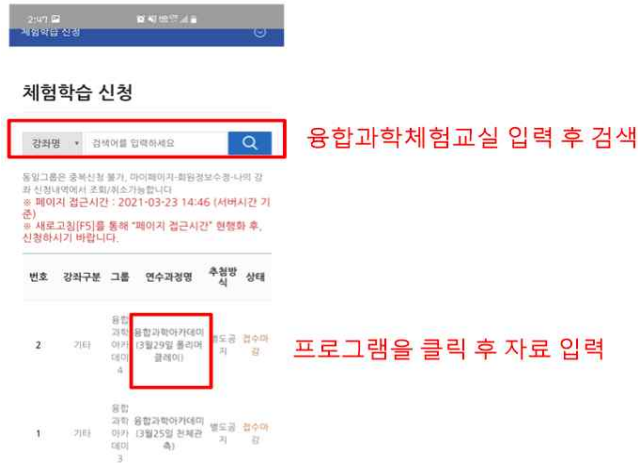 2:47
체험학습 신청
체험학습 신청
강좌명 검색어를 입력하세요
융합과학체험교실 입력 후 검색
동일그룹은 중복신청 불가, 마이페이지-회원정보수정-나의 강
좌 신청내역에서 조회/취소가능합니다
※ 페이지 접근시간 : 2021-03-23 14:46 (서버시간 기
준)
※ 새로고침[F5]를 통해 "페이지 접근시간" 현행화 후,
신청하시기 바랍니다.
번호 강좌구분 그룹 연수과정명 추첨방식 상태
2 기타 융합과학아카데미4 융합과학아카데미(3월29일 폴리머클레이) 별도공지 접수마감
프로그램을 클릭 후 자료 입력
1 기타 융합과학아카데미3 융합과학아카데미(3월25일 천체관측) 별도공지 접수마감